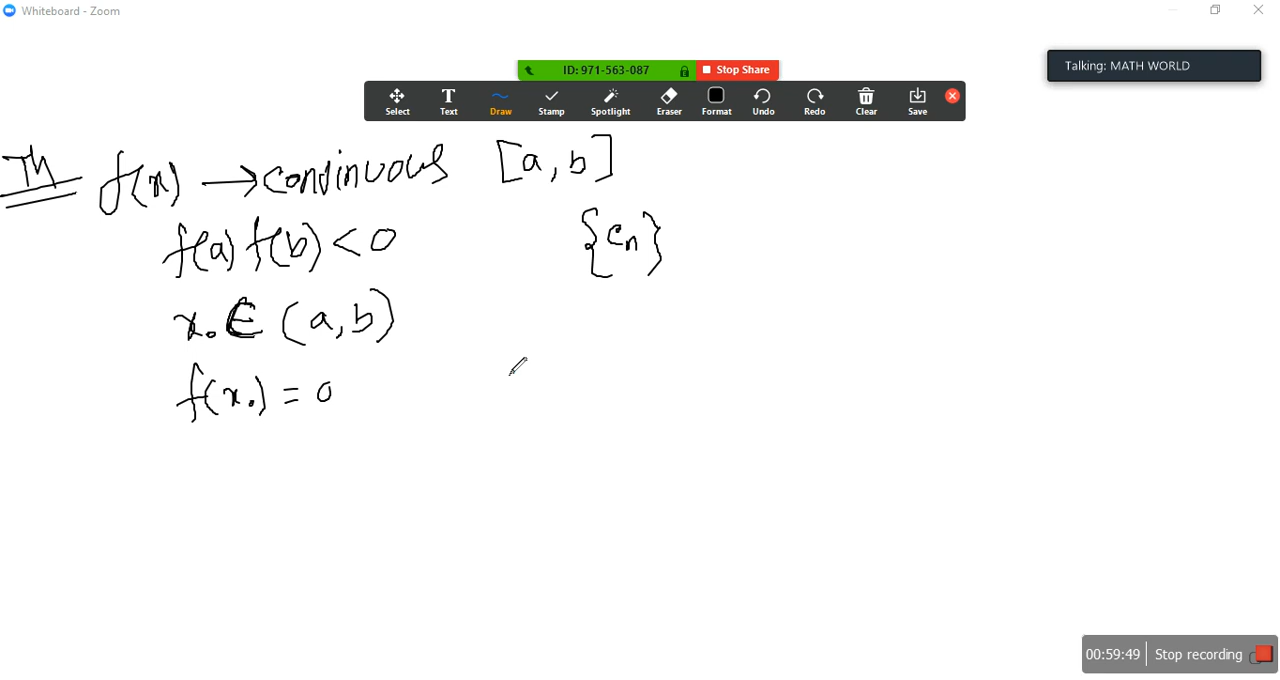 Whiteboard - Zoom
ID: 971-563-087 Stop Share
Talking: MATH WORLD
Select Text Draw Stamp Spotlight Eraser Format Undo Redo Clear Save
Th f(x) → continuous [a, b]
f(a) f(b) < 0 {cₙ}
x₀ ∈ (a, b)
f(x₀) = 0
00:59:49 Stop recording